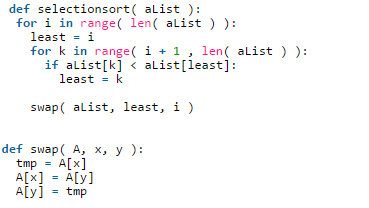 def selectionsort( aList ):
for i in range( len( aList ) ):
least = i
for k in range( i + 1 , len( aList ) ):
if aList[k] < aList[least]:
least = k
swap( aList, least, i )
def swap( A, x, y ):
tmp = A[x]
A[x] = A[y]
A[y] = tmp